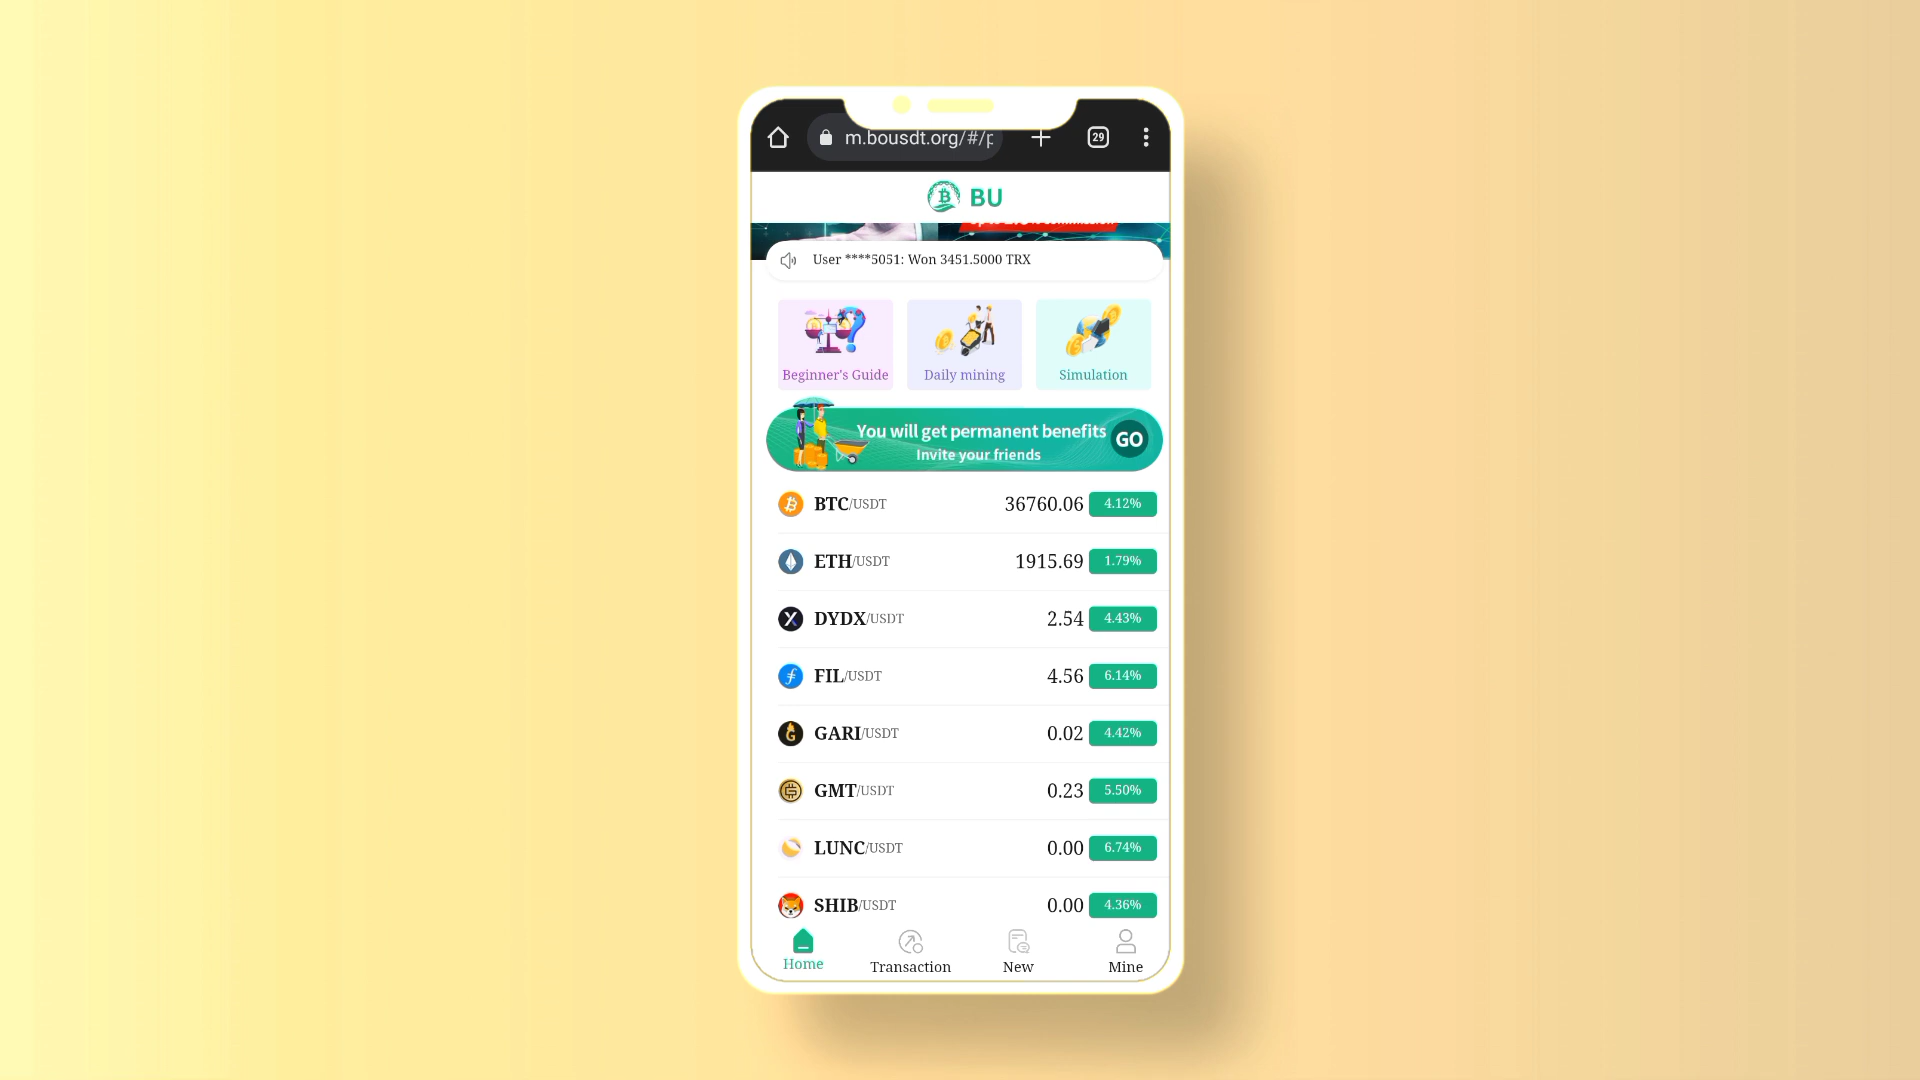 m.bousdt.org/#/p
29
BU
User ****5051: Won 3451.5000 TRX
Beginner's Guide
Daily mining
Simulation
You will get permanent benefits
GO
Invite your friends
BTC/USDT 36760.06 4.12%
ETH/USDT 1915.69 1.79%
DYDX/USDT 2.54 4.43%
FIL/USDT 4.56 6.14%
GARI/USDT 0.02 4.42%
GMT/USDT 0.23 5.50%
LUNC/USDT 0.00 6.74%
SHIB/USDT 0.00 4.36%
Home
Transaction
New
Mine